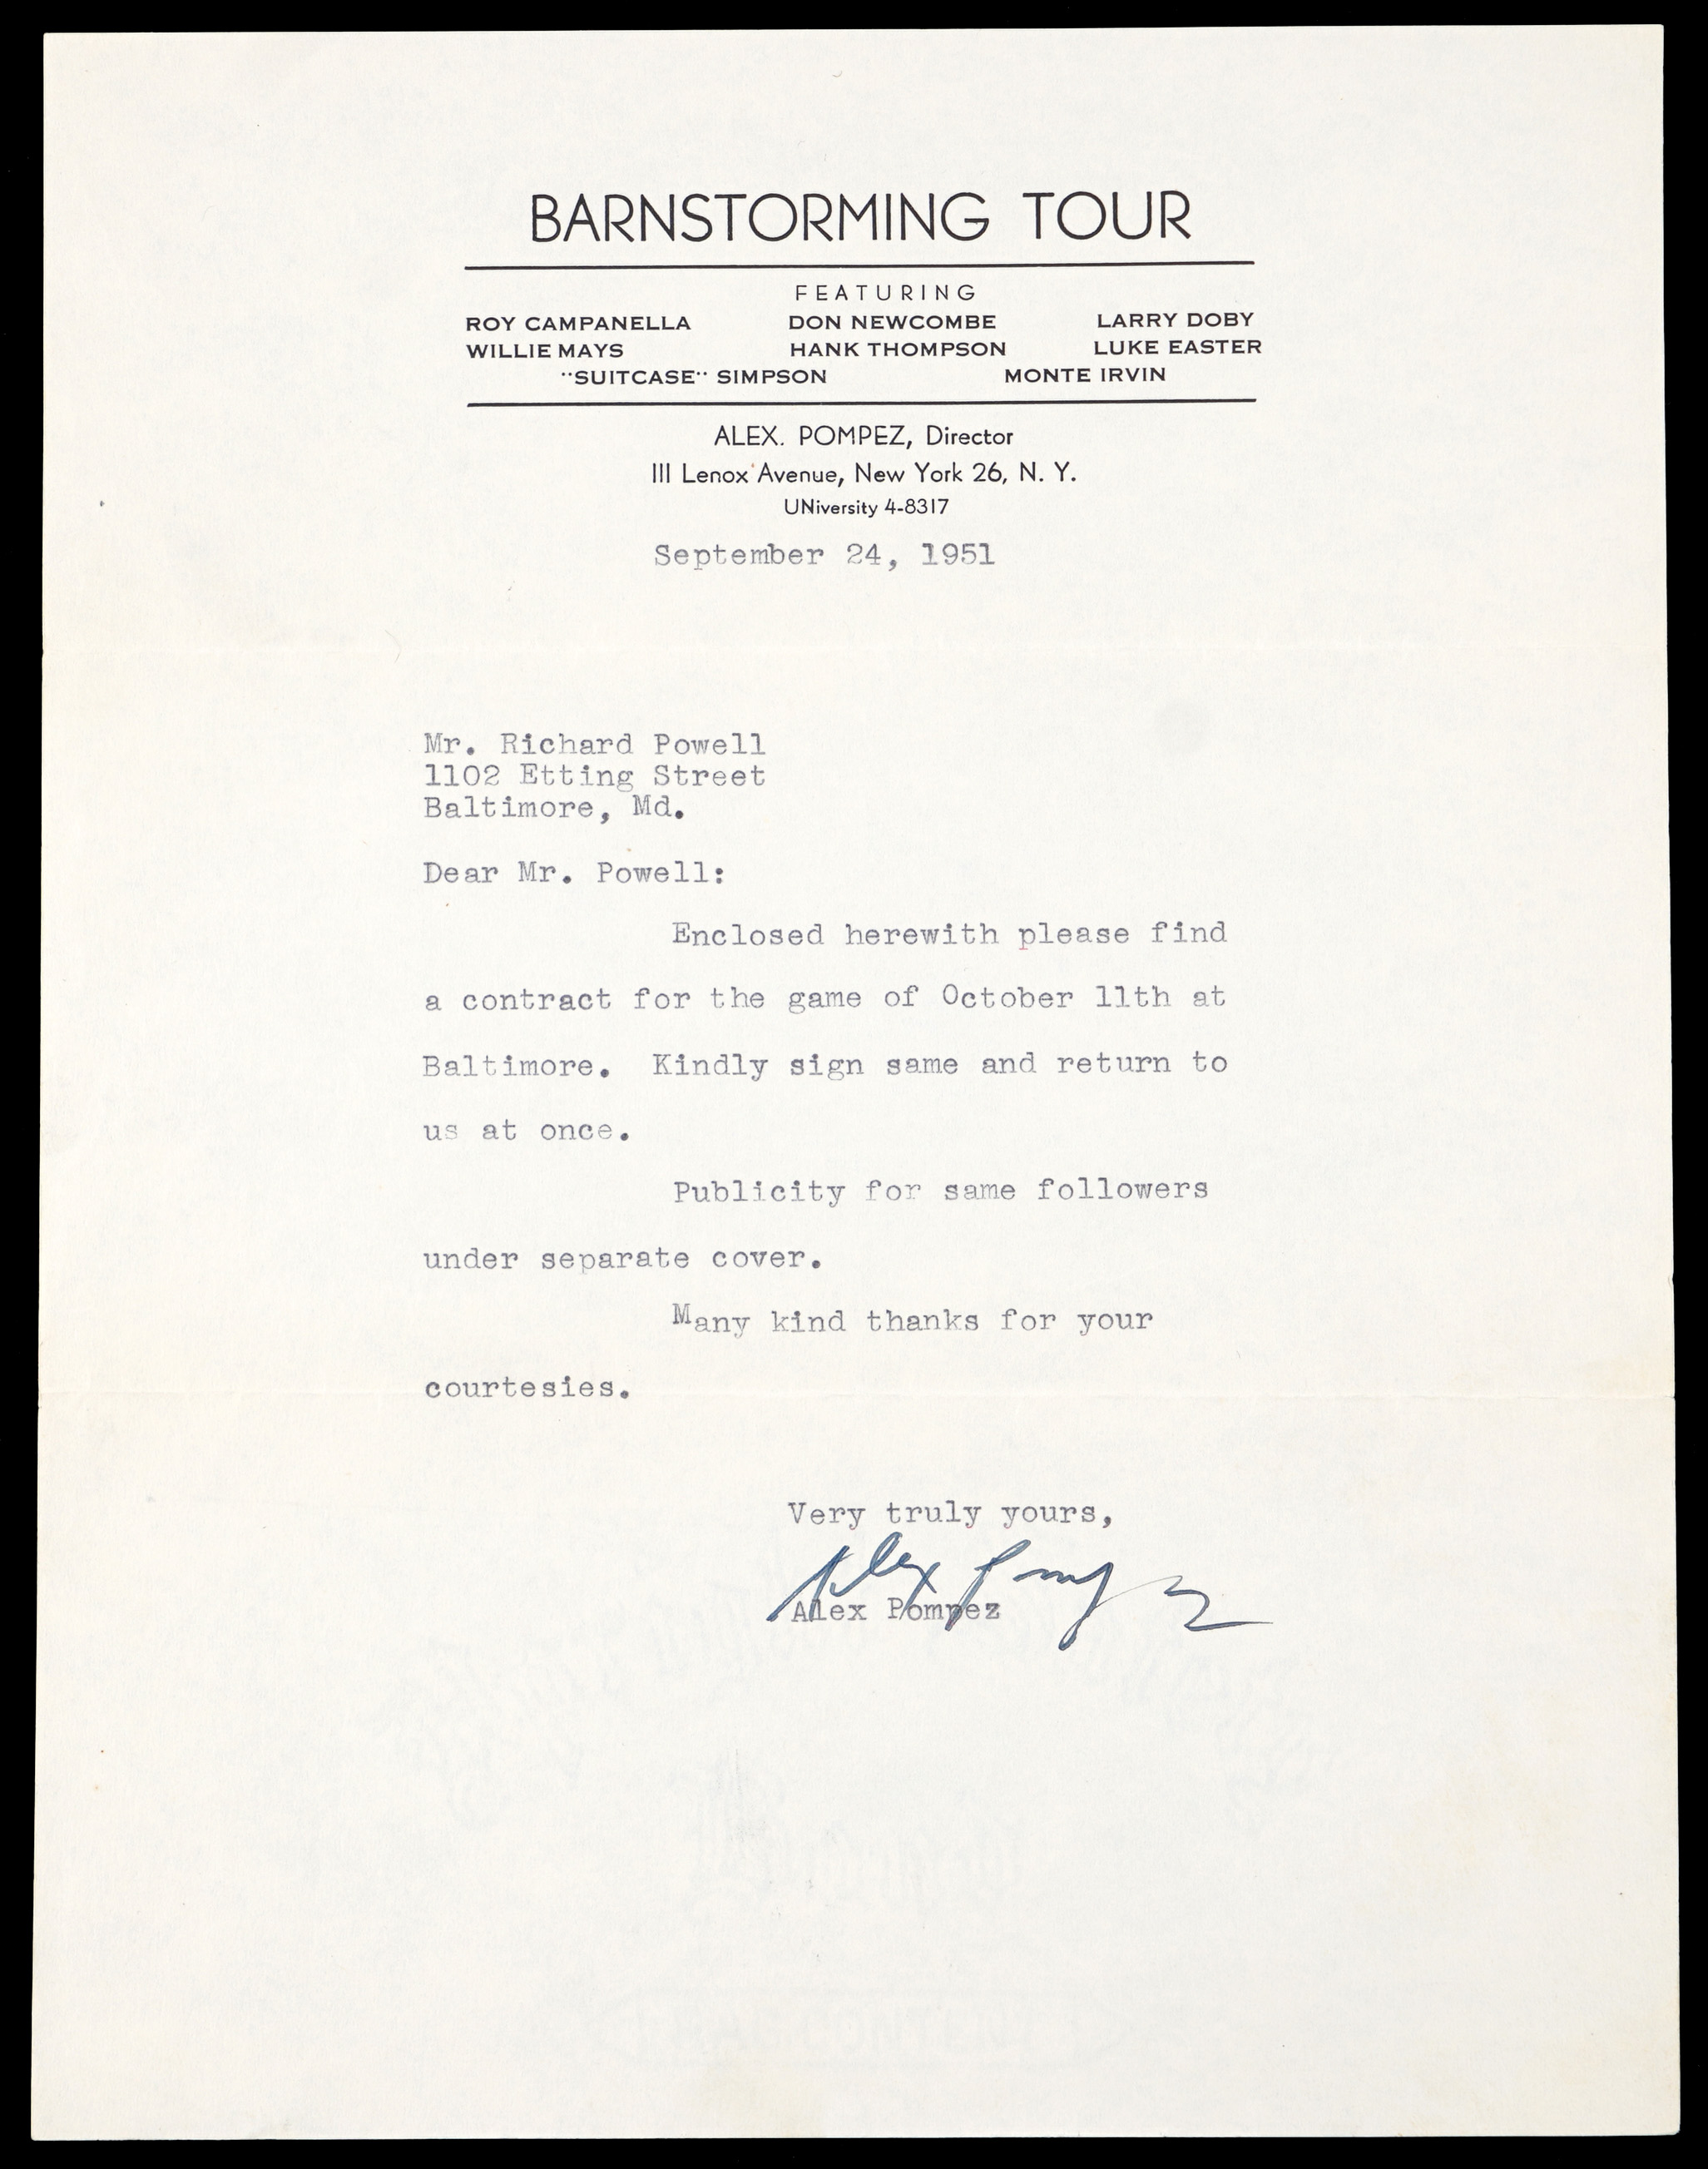 BARNSTORMING TOUR
FEATURING
ROY CAMPANELLA DON NEWCOMBE LARRY DOBY
WILLIE MAYS HANK THOMPSON LUKE EASTER
"SUITCASE" SIMPSON MONTE IRVIN
ALEX. POMPEZ, Director
111 Lenox Avenue, New York 26, N. Y.
UNiversity 4-8317
September 24, 1951
Mr. Richard Powell
1102 Etting Street
Baltimore, Md.
Dear Mr. Powell:
Enclosed herewith please find
a contract for the game of October 11th at
Baltimore. Kindly sign same and return to
us at once.
Publicity for same followers
under separate cover.
Many kind thanks for your
courtesies.
Very truly yours,
Alex Pompez
Alex Pompez